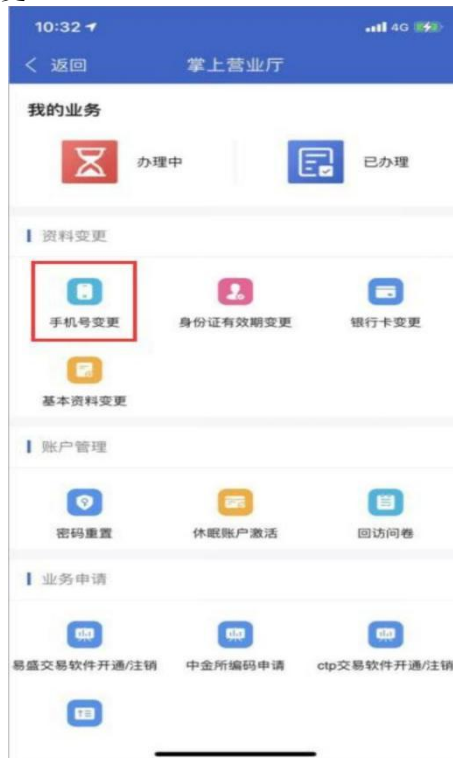 10:32 4G
返回 掌上营业厅
我的业务
办理中 已办理
资料变更
手机号变更 身份证有效期变更 银行卡变更
基本资料变更
账户管理
密码重置 休眠账户激活 回访问卷
业务申请
易盛交易软件开通/注销 中金所编码申请 ctp交易软件开通/注销